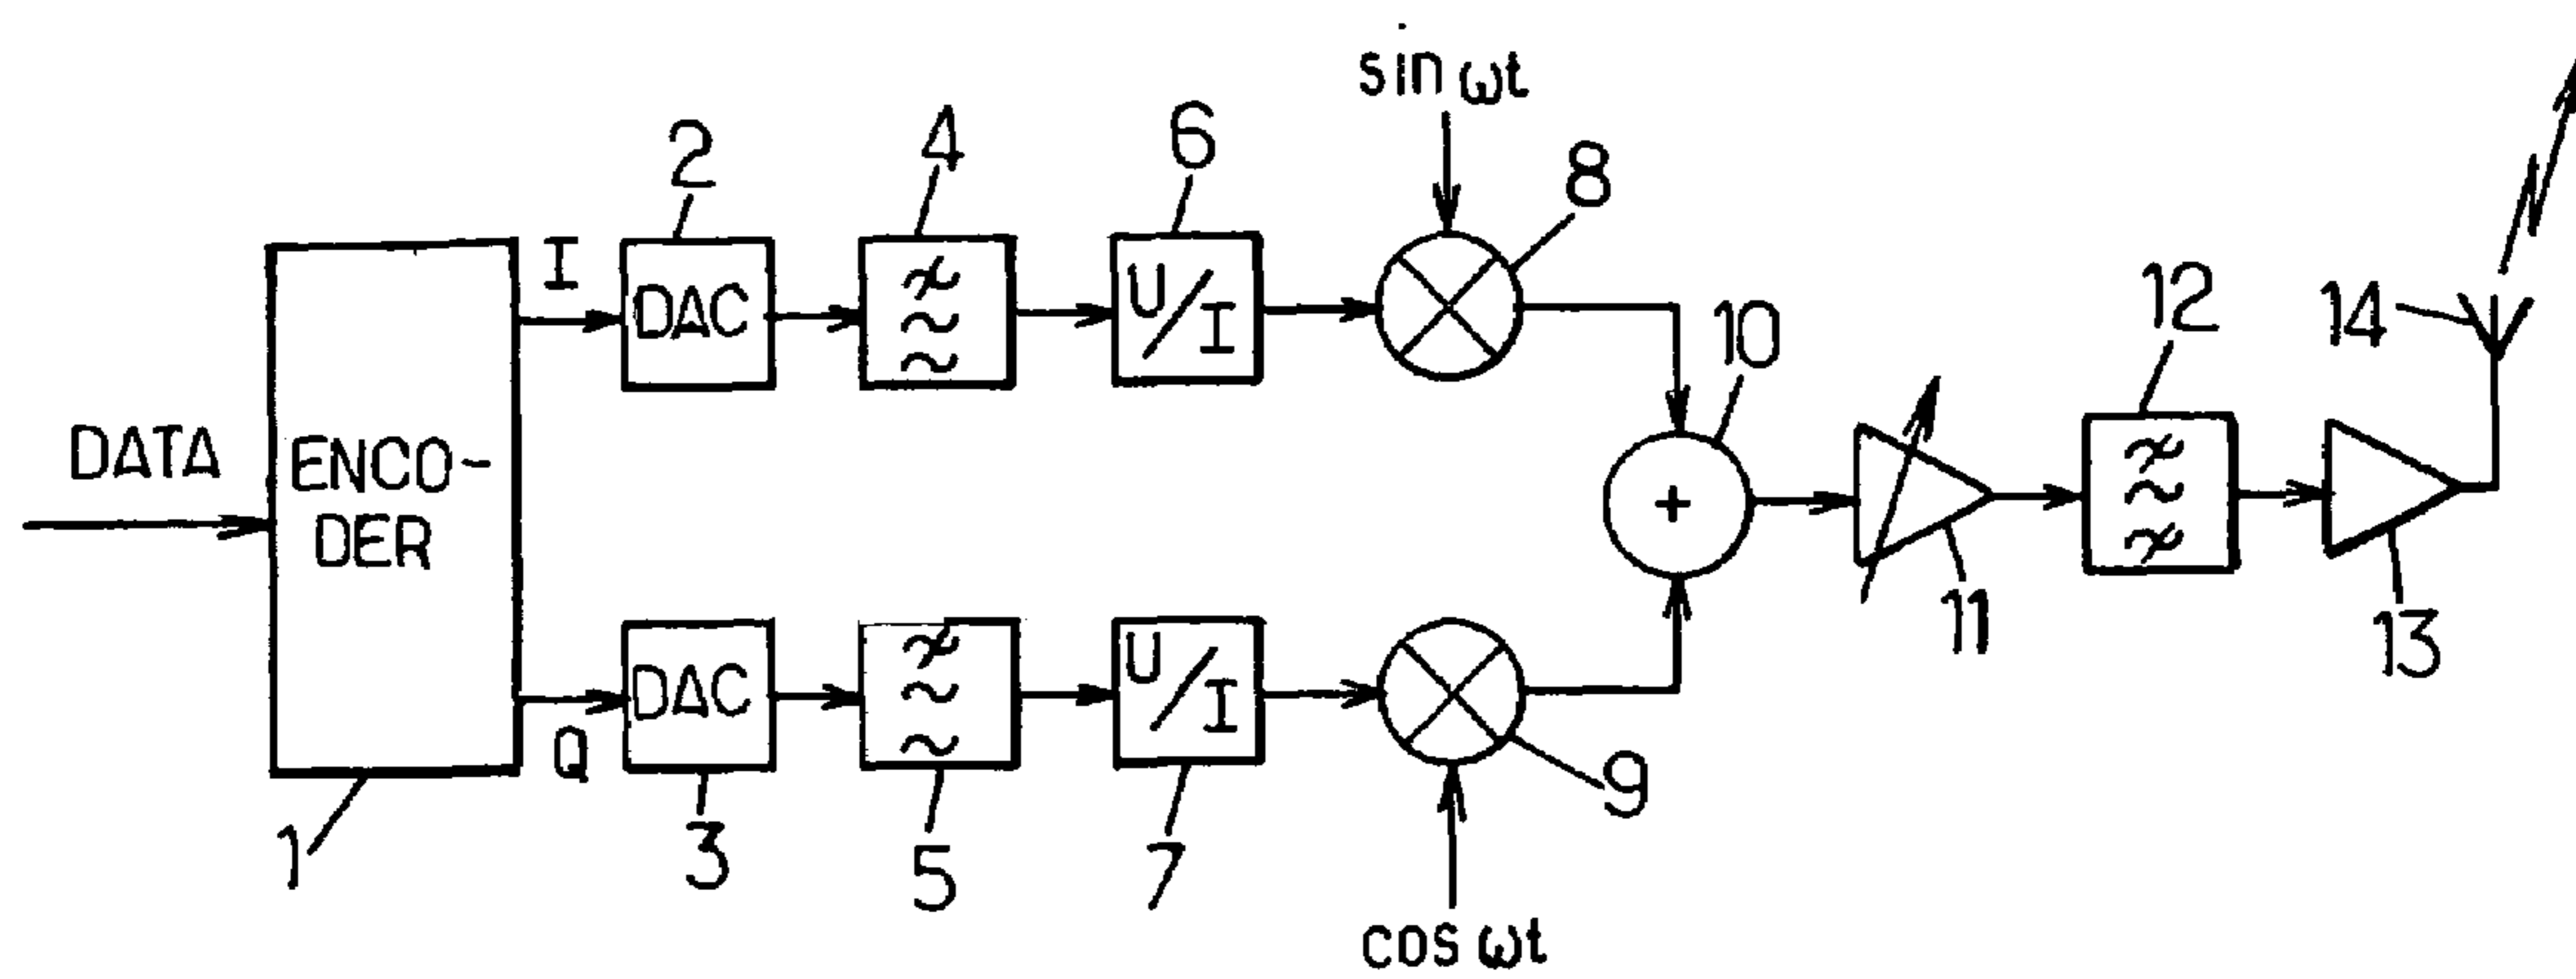 sin ωt
2
4
6
8
I
DAC
U/I
12
14
10
DATA
ENCO-
DER
+
11
13
DAC
U/I
Q
9
1
3
5
7
cos ωt